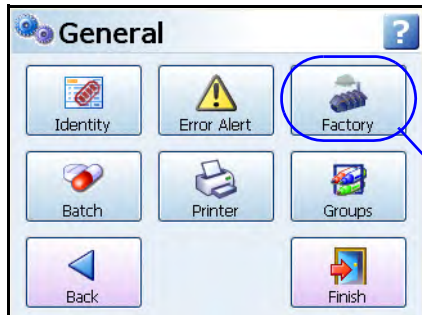 General ?
Identity Error Alert Factory
Batch Printer Groups
Back Finish